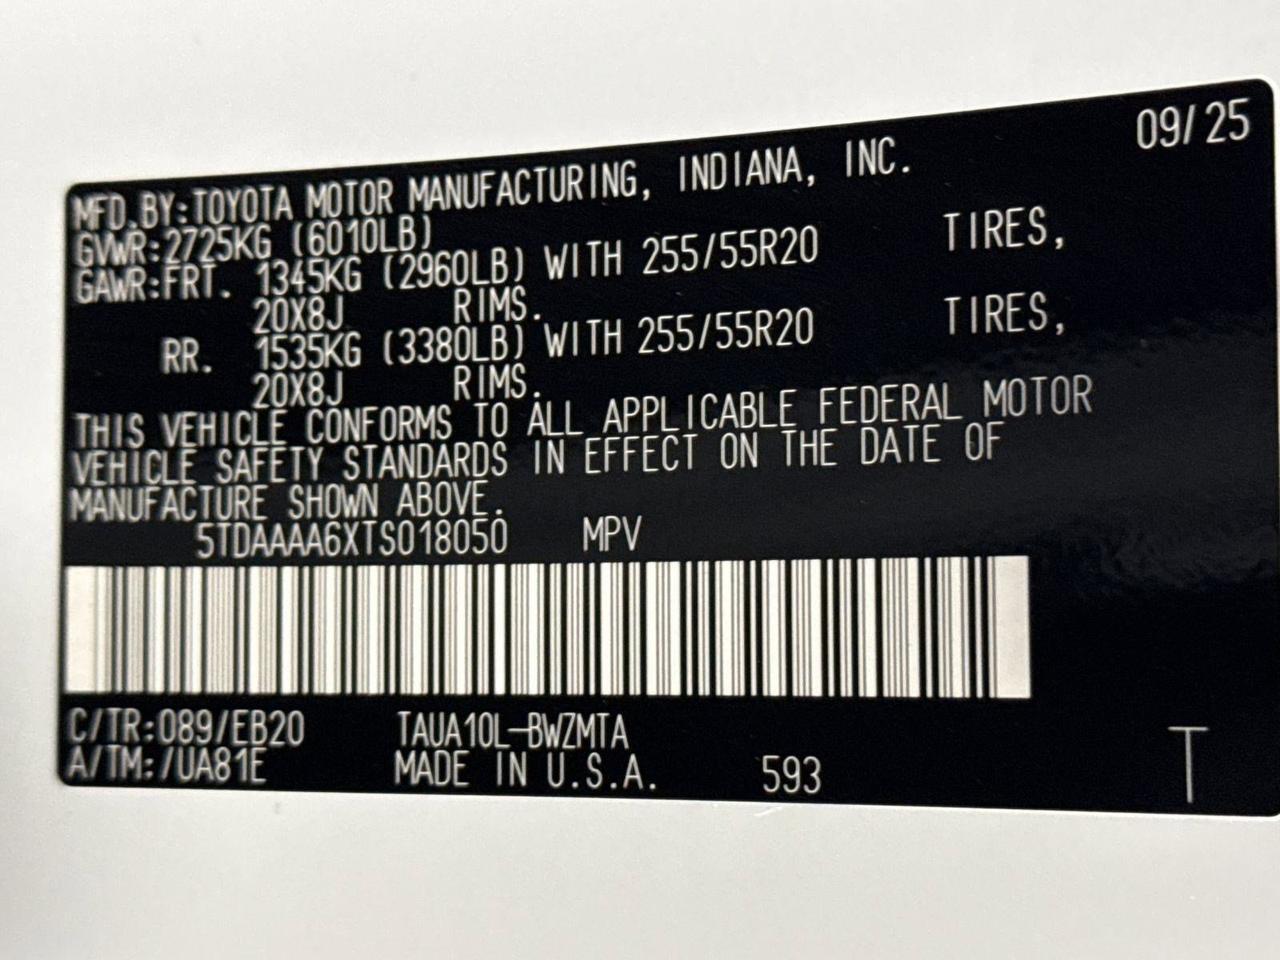 09/25
MFD.BY:TOYOTA MOTOR MANUFACTURING, INDIANA, INC.
GVWR:2725KG (6010LB)
GAWR:FRT. 1345KG (2960LB) WITH 255/55R20 TIRES,
20X8J RIMS.
RR. 1535KG (3380LB) WITH 255/55R20 TIRES,
20X8J RIMS.
THIS VEHICLE CONFORMS TO ALL APPLICABLE FEDERAL MOTOR
VEHICLE SAFETY STANDARDS IN EFFECT ON THE DATE OF
MANUFACTURE SHOWN ABOVE.
5TDAAAA6XTS018050 MPV
C/TR:089/EB20 TAUA10L-BWZMTA
A/TM:/UA81E MADE IN U.S.A. 593 T